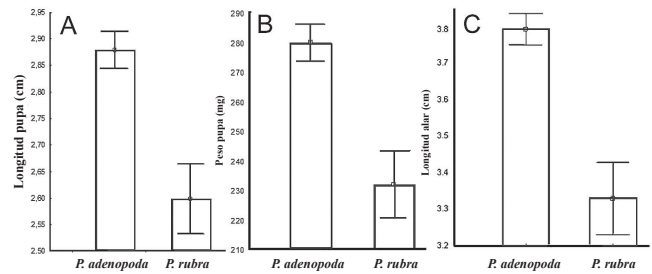 A
Longitud pupa (cm)
2,95
2,90
2,85
2,80
2,75
2,70
2,65
2,60
2,55
2.50
P. adenopoda P. rubra
B
Peso pupa (mg)
290
280
270
260
250
240
230
220
210
P. adenopoda P. rubra
C
Longitud alar (cm)
3.8
3.7
3.6
3.5
3.4
3.3
3.2
P. adenopoda P. rubra